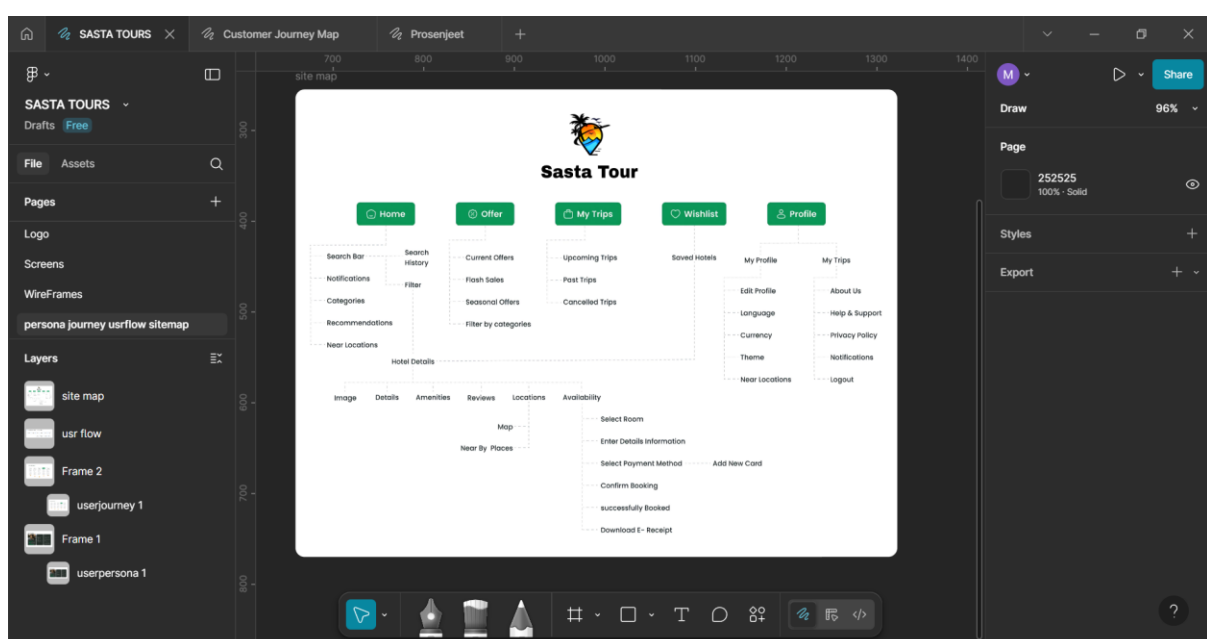 SASTA TOURS
Customer Journey Map
Prosenjeet
SASTA TOURS
Drafts Free
File Assets
Pages
Logo
Screens
WireFrames
persona journey usrflow sitemap
Layers
site map
usr flow
Frame 2
userjourney 1
Frame 1
userpersona 1
700 800 900 1000 1100 1200 1300 1400
300
400
500
600
700
800
site map
Sasta Tour
Home Offer My Trips Wishlist Profile
Search Bar
Notifications
Categories
Recommendations
Near Locations
Search
History
Filter
Current Offers
Flash Sales
Seasonal Offers
Filter by categories
Upcoming Trips
Past Trips
Cancelled Trips
Saved Hotels
My Profile
Edit Profile
Language
Currency
Theme
Near Locations
My Trips
About Us
Help & Support
Privacy Policy
Notifications
Logout
Hotel Details
Image Details Amenities Reviews Locations Availability
Map
Near By Places
Select Room
Enter Details Information
Select Payment Method Add New Card
Confirm Booking
successfully Booked
Download E- Receipt
M
Share
Draw 96%
Page
252525
100% · Solid
Styles
Export
T
</>
?